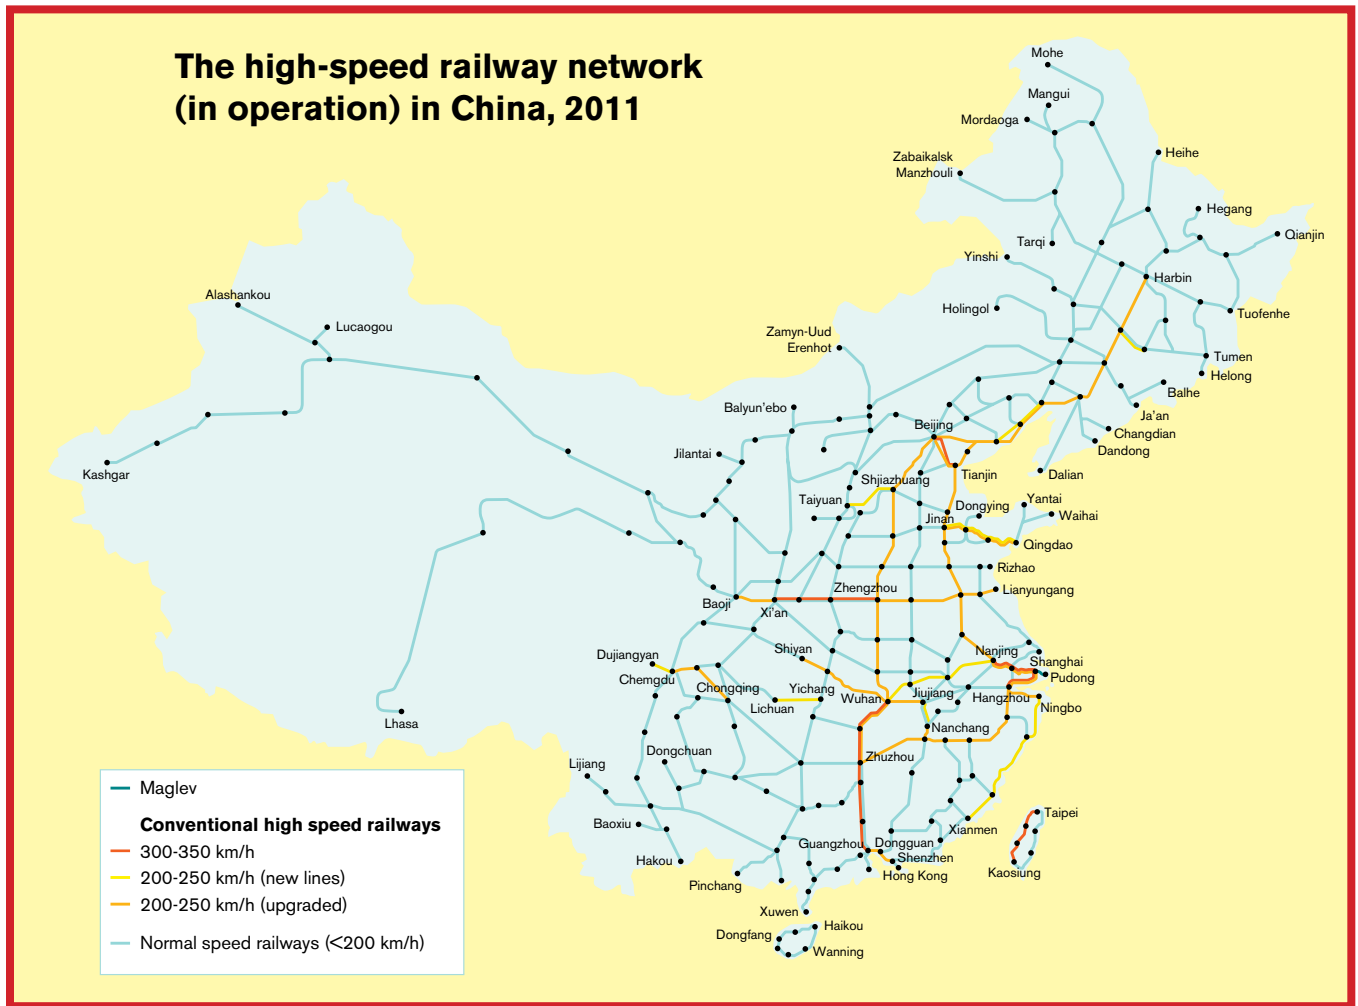 The high-speed railway network
(in operation) in China, 2011
Mohe
Mangui
Mordaoga
Zabaikalsk
Manzhouli
Heihe
Hegang
Qianjin
Tarqi
Yinshi
Harbin
Alashankou
Lucaogou
Holingol
Tuofenhe
Zamyn-Uud
Erenhot
Tumen
Helong
Balhe
Balyun'ebo
Ja'an
Beijing
Changdian
Dandong
Jilantai
Kashgar
Tianjin
Dalian
Shjiazhuang
Taiyuan
Dongying
Yantai
Waihai
Jinan
Qingdao
Rizhao
Zhengzhou
Lianyungang
Baoji
Xi'an
Shiyan
Nanjing
Dujiangyan
Shanghai
Chemgdu
Pudong
Chongqing
Yichang
Jiujiang
Hangzhou
Lichuan
Wuhan
Ningbo
Lhasa
Nanchang
Dongchuan
Zhuzhou
Lijiang
Maglev
Taipei
Conventional high speed railways
Baoxiu
Xianmen
300-350 km/h
Guangzhou
Dongguan
Hakou
Shenzhen
Kaosiung
200-250 km/h (new lines)
Pinchang
Hong Kong
200-250 km/h (upgraded)
Xuwen
Haikou
Normal speed railways (<200 km/h)
Dongfang
Wanning